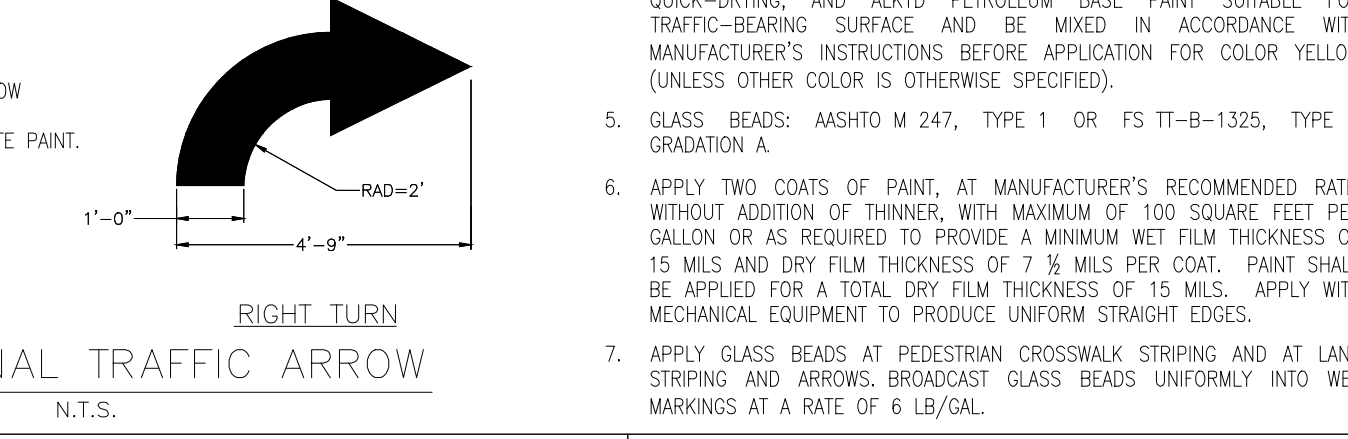 OW
TE PAINT.
RAD=2'
1'-0"
4'-9"
RIGHT TURN
NAL TRAFFIC ARROW
N.T.S.
QUICK-DRYING, AND ALKYD PETROLEUM BASE PAINT SUITABLE FO
TRAFFIC-BEARING SURFACE AND BE MIXED IN ACCORDANCE WIT
MANUFACTURER'S INSTRUCTIONS BEFORE APPLICATION FOR COLOR YELLO
(UNLESS OTHER COLOR IS OTHERWISE SPECIFIED).
5. GLASS BEADS: AASHTO M 247, TYPE 1 OR FS TT-B-1325, TYPE
GRADATION A.
6. APPLY TWO COATS OF PAINT, AT MANUFACTURER'S RECOMMENDED RATE
WITHOUT ADDITION OF THINNER, WITH MAXIMUM OF 100 SQUARE FEET PE
GALLON OR AS REQUIRED TO PROVIDE A MINIMUM WET FILM THICKNESS O
15 MILS AND DRY FILM THICKNESS OF 7 ½ MILS PER COAT. PAINT SHAL
BE APPLIED FOR A TOTAL DRY FILM THICKNESS OF 15 MILS. APPLY WIT
MECHANICAL EQUIPMENT TO PRODUCE UNIFORM STRAIGHT EDGES.
7. APPLY GLASS BEADS AT PEDESTRIAN CROSSWALK STRIPING AND AT LAN
STRIPING AND ARROWS. BROADCAST GLASS BEADS UNIFORMLY INTO WE
MARKINGS AT A RATE OF 6 LB/GAL.